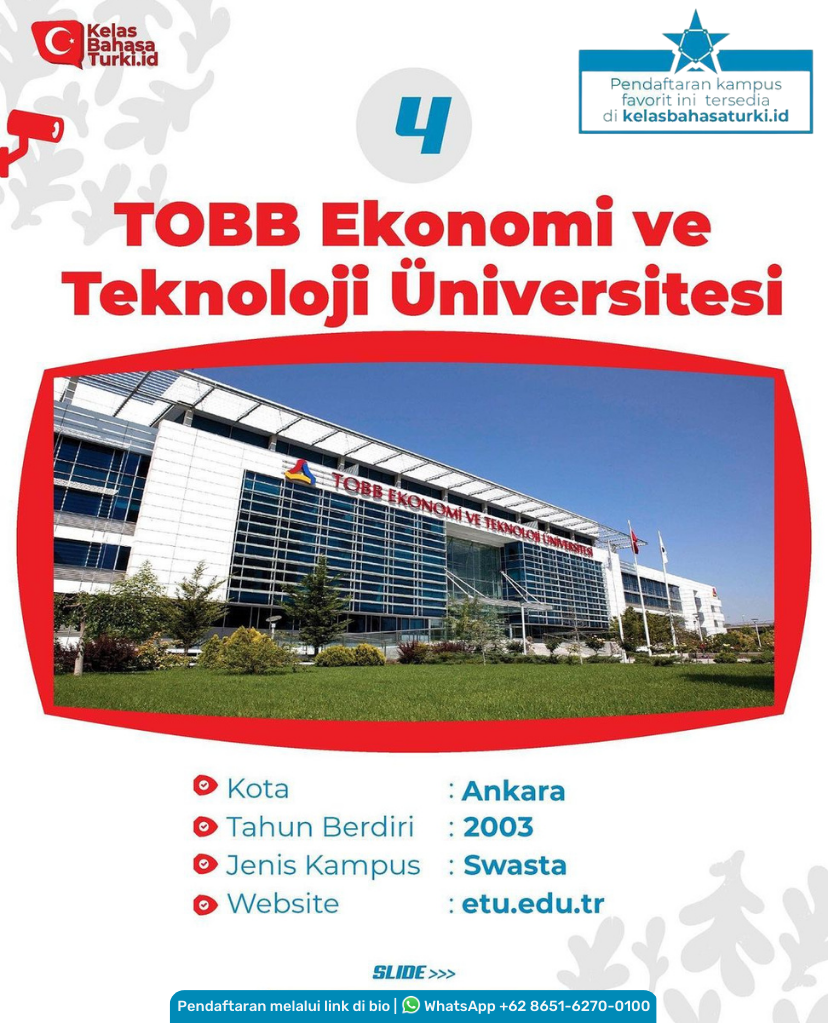 Kelas
Bahasa
Turki.id
Pendaftaran kampus
favorit ini tersedia
di kelasbahasaturki.id
4
TOBB Ekonomi ve
Teknoloji Üniversitesi
TOBB EKONOMİ VE TEKNOLOJİ ÜNİVERSİTESİ
Kota : Ankara
Tahun Berdiri : 2003
Jenis Kampus : Swasta
Website : etu.edu.tr
SLIDE >>>
Pendaftaran melalui link di bio | WhatsApp +62 8651-6270-0100